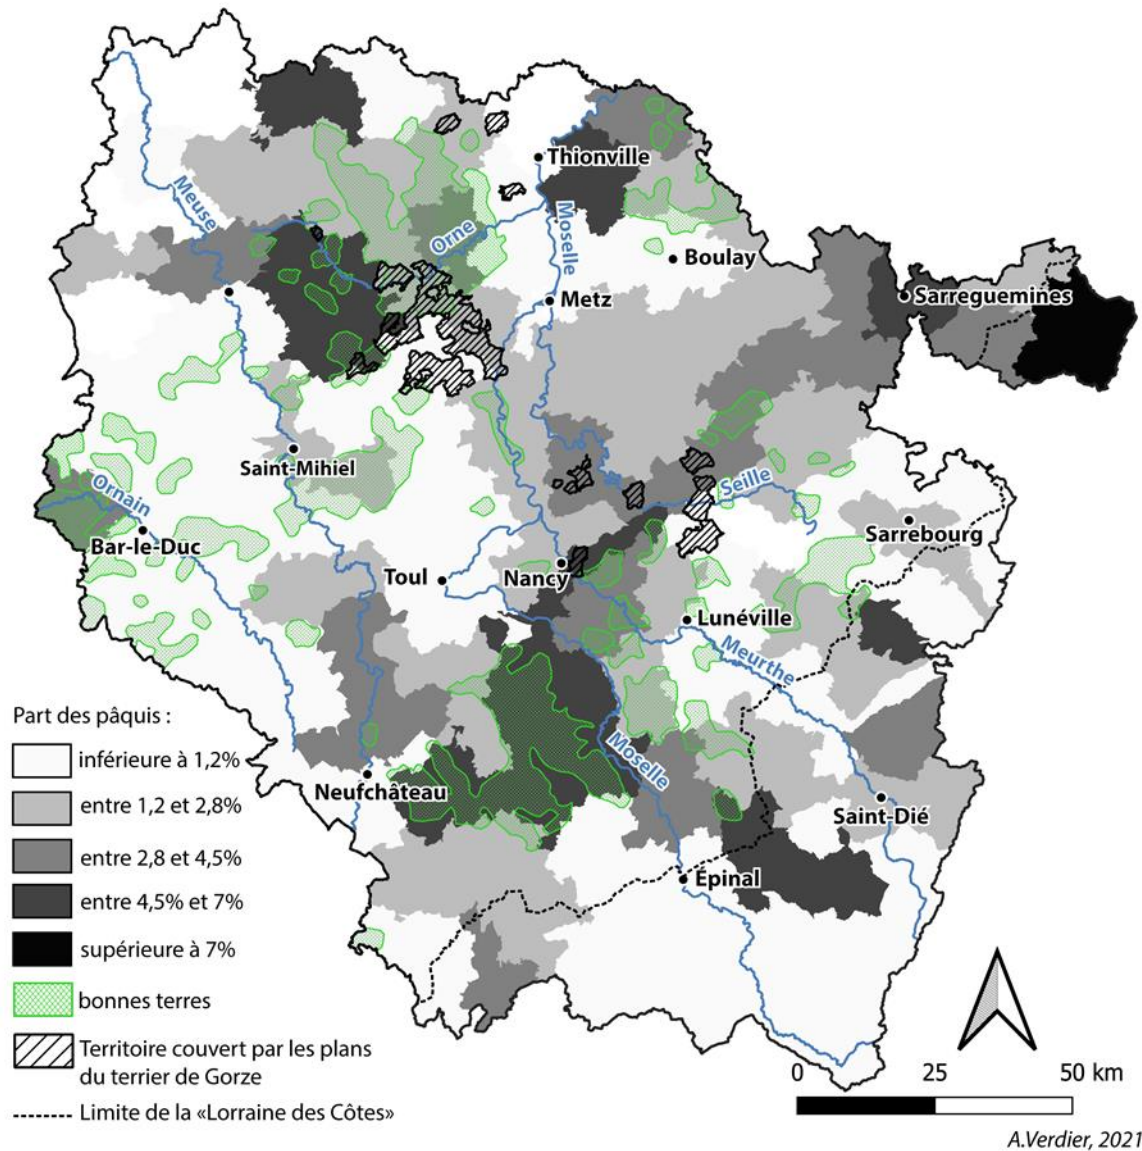 Thionville
Meuse
Orne
Moselle
Boulay
Metz
Sarreguemines
Saint-Mihiel
Ornain
Seille
Bar-le-Duc
Sarrebourg
Toul
Nancy
Lunéville
Meurthe
Moselle
Neufchâteau
Saint-Dié
Épinal
Part des pâquis :
inférieure à 1,2%
entre 1,2 et 2,8%
entre 2,8 et 4,5%
entre 4,5% et 7%
supérieure à 7%
bonnes terres
Territoire couvert par les plans
du terrier de Gorze
Limite de la «Lorraine des Côtes»
0 25 50 km
A.Verdier, 2021